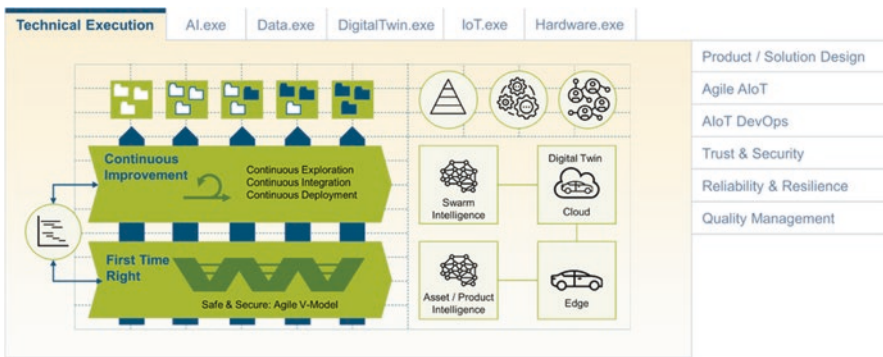 Technical Execution
AI.exe
Data.exe
DigitalTwin.exe
IoT.exe
Hardware.exe
Product / Solution Design
Agile AIoT
AIoT DevOps
Trust & Security
Reliability & Resilience
Quality Management
Continuous
Improvement
Continuous Exploration
Continuous Integration
Continuous Deployment
First Time
Right
Safe & Secure: Agile V-Model
Swarm
Intelligence
Digital Twin
Cloud
Asset / Product
Intelligence
Edge